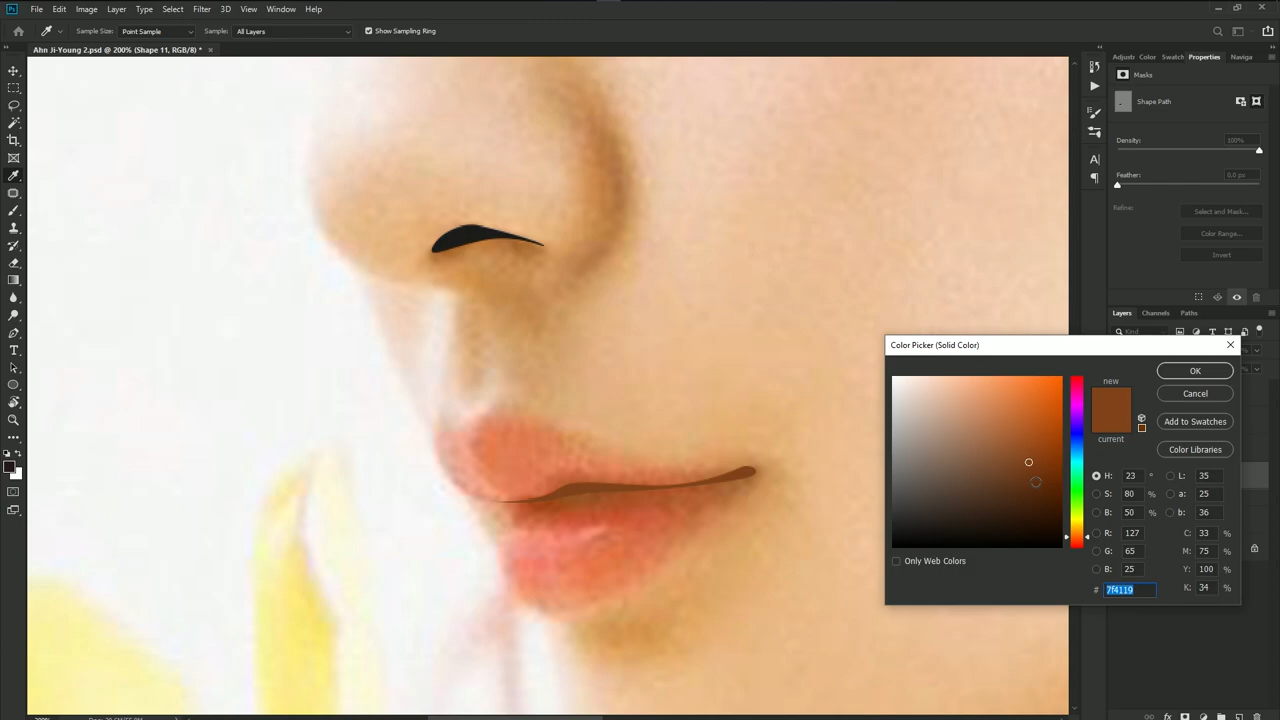 Ps File Edit Image Layer Type Select Filter 3D View Window Help
Sample Size: Point Sample Sample: All Layers Show Sampling Ring
Ahn Ji-Young 2.psd @ 200% (Shape 11, RGB/8) *
Adjustr Color Swatch Properties Naviga
Masks
Shape Path
Density: 100%
Feather: 0,0 px
Refine: Select and Mask...
Color Range...
Invert
Layers Channels Paths
Kind
Color Picker (Solid Color)
new
current
OK
Cancel
Add to Swatches
Color Libraries
H: 23 ° L: 35
S: 80 % a: 25
B: 50 % b: 36
R: 127 C: 33 %
G: 65 M: 75 %
B: 25 Y: 100 %
# 7f4119 K: 34 %
Only Web Colors